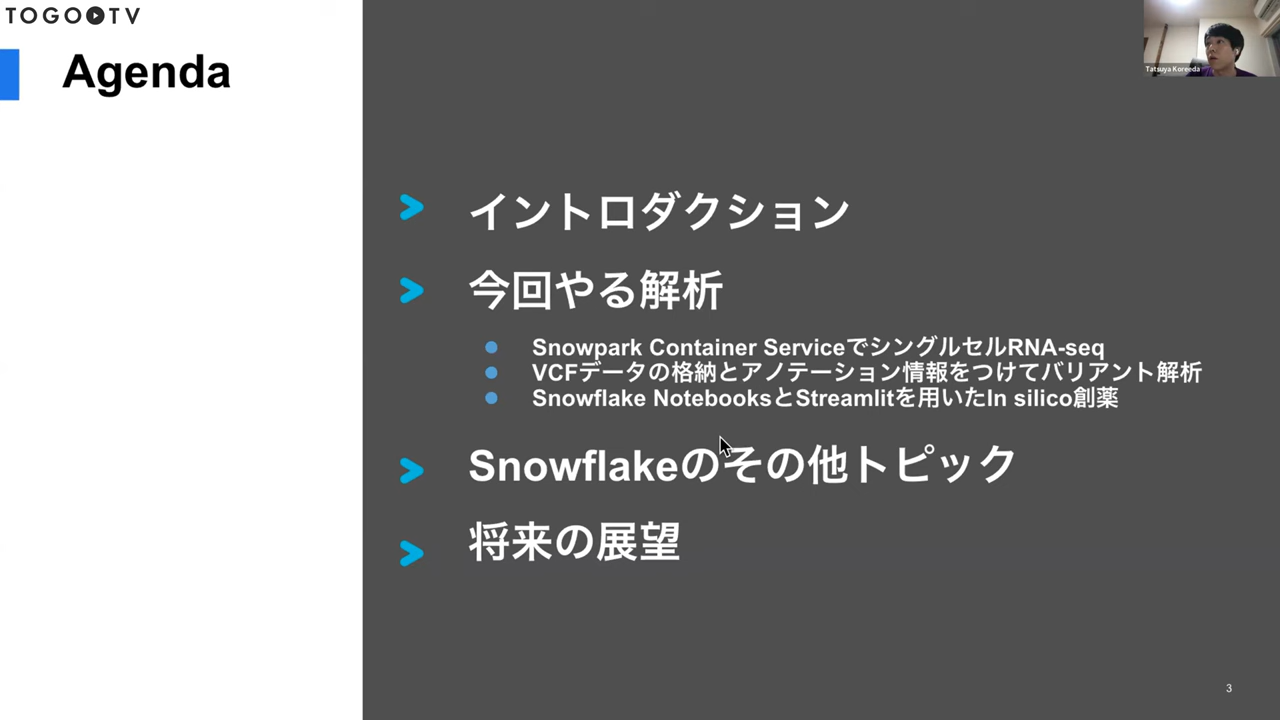 TOGO TV
Agenda
Tatsuya Koreeda
イントロダクション
今回やる解析
Snowpark Container ServiceでシングルセルRNA-seq
VCFデータの格納とアノテーション情報をつけてバリアント解析
Snowflake NotebooksとStreamlitを用いたIn silico創薬
Snowflakeのその他トピック
将来の展望
3